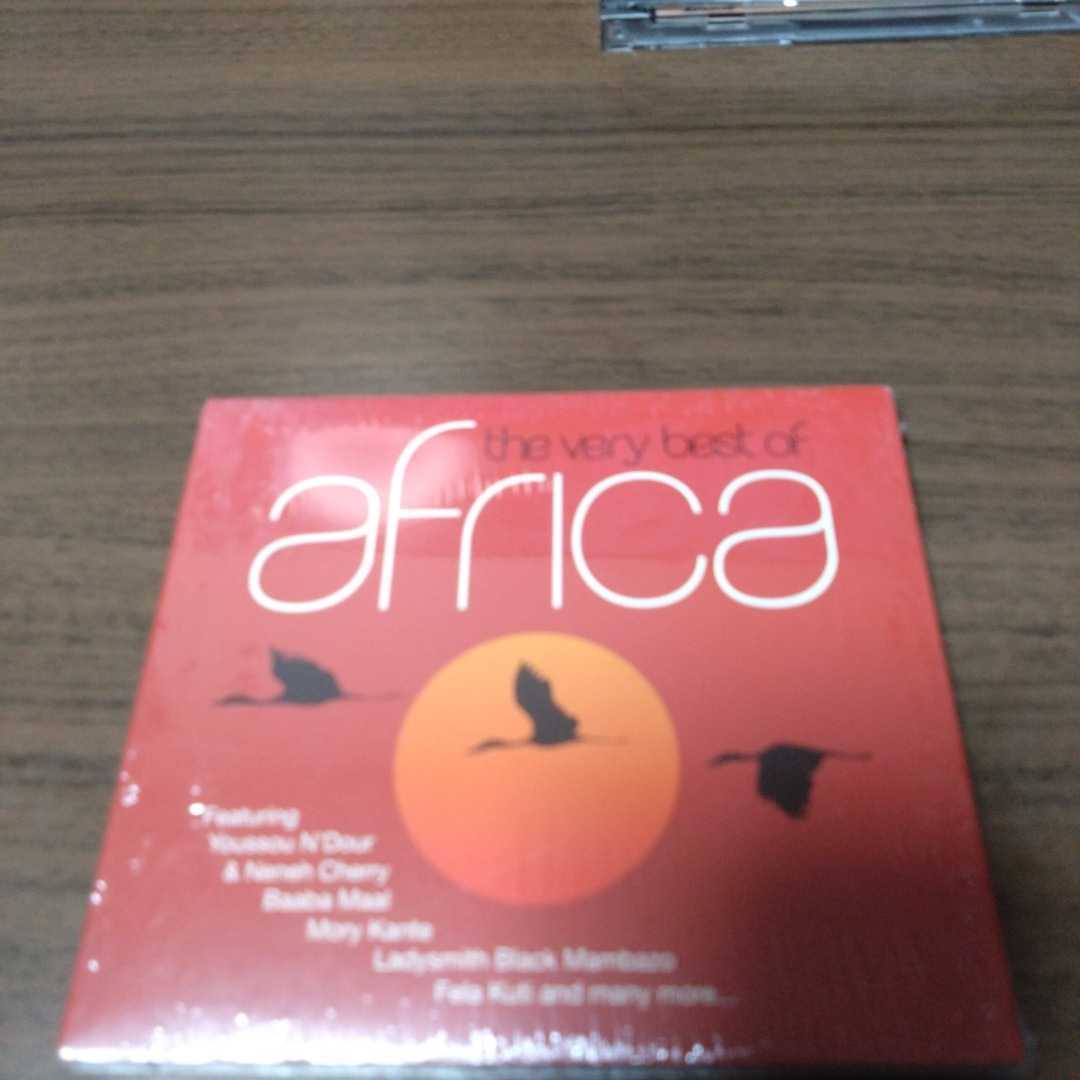 the very best of
africa
Featuring
Youssou N'Dour
& Neneh Cherry
Baaba Maal
Mory Kante
Ladysmith Black Mambazo
Fela Kuti and many more...